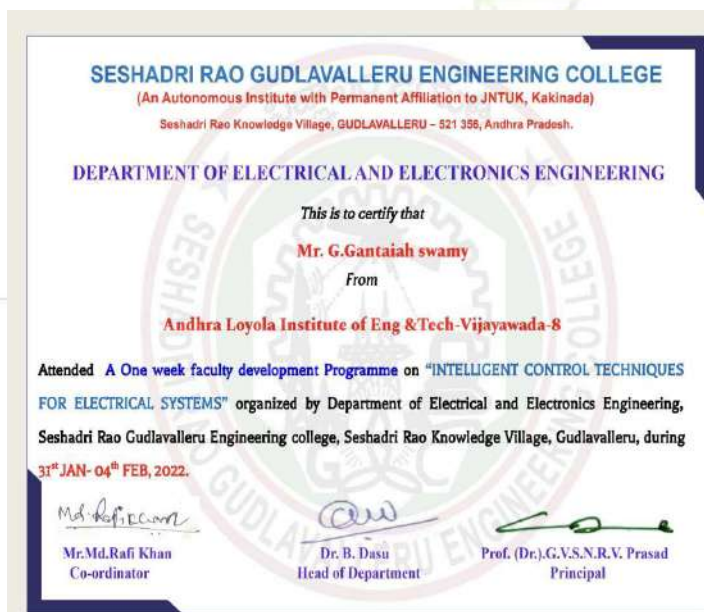 SESHADRI RAO GUDLAVALLERU ENGINEERING COLLEGE
(An Autonomous Institute with Permanent Affiliation to JNTUK, Kakinada)
Seshadri Rao Knowledge Village, GUDLAVALLERU – 521 356, Andhra Pradesh.
DEPARTMENT OF ELECTRICAL AND ELECTRONICS ENGINEERING
This is to certify that
Mr. G.Gantaiah swamy
From
Andhra Loyola Institute of Eng &Tech-Vijayawada-8
Attended A One week faculty development Programme on “INTELLIGENT CONTROL TECHNIQUES
FOR ELECTRICAL SYSTEMS” organized by Department of Electrical and Electronics Engineering,
Seshadri Rao Gudlavalleru Engineering college, Seshadri Rao Knowledge Village, Gudlavalleru, during
31st JAN- 04th FEB, 2022.
Mr.Md.Rafi Khan Dr. B. Dasu Prof. (Dr.).G.V.S.N.R.V. Prasad
Co-ordinator Head of Department Principal